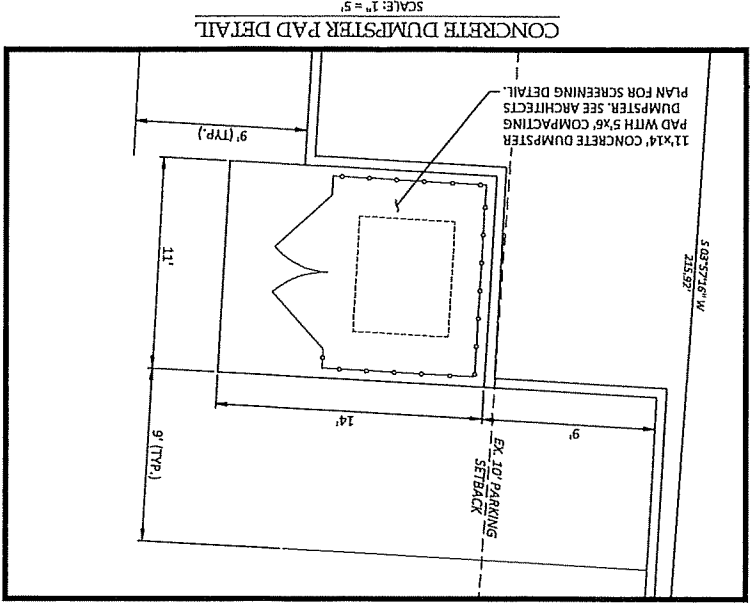 9' (TYP.)
EX. 10' PARKING
SETBACK
9'
14'
11'
S 03°57'16" W
215.92'
9' (TYP.)
11'x14' CONCRETE DUMPSTER
PAD WITH 5'x6' COMPACTING
DUMPSTER. SEE ARCHITECTS
PLAN FOR SCREENING DETAIL.
CONCRETE DUMPSTER PAD DETAIL
SCALE: 1" = 5'